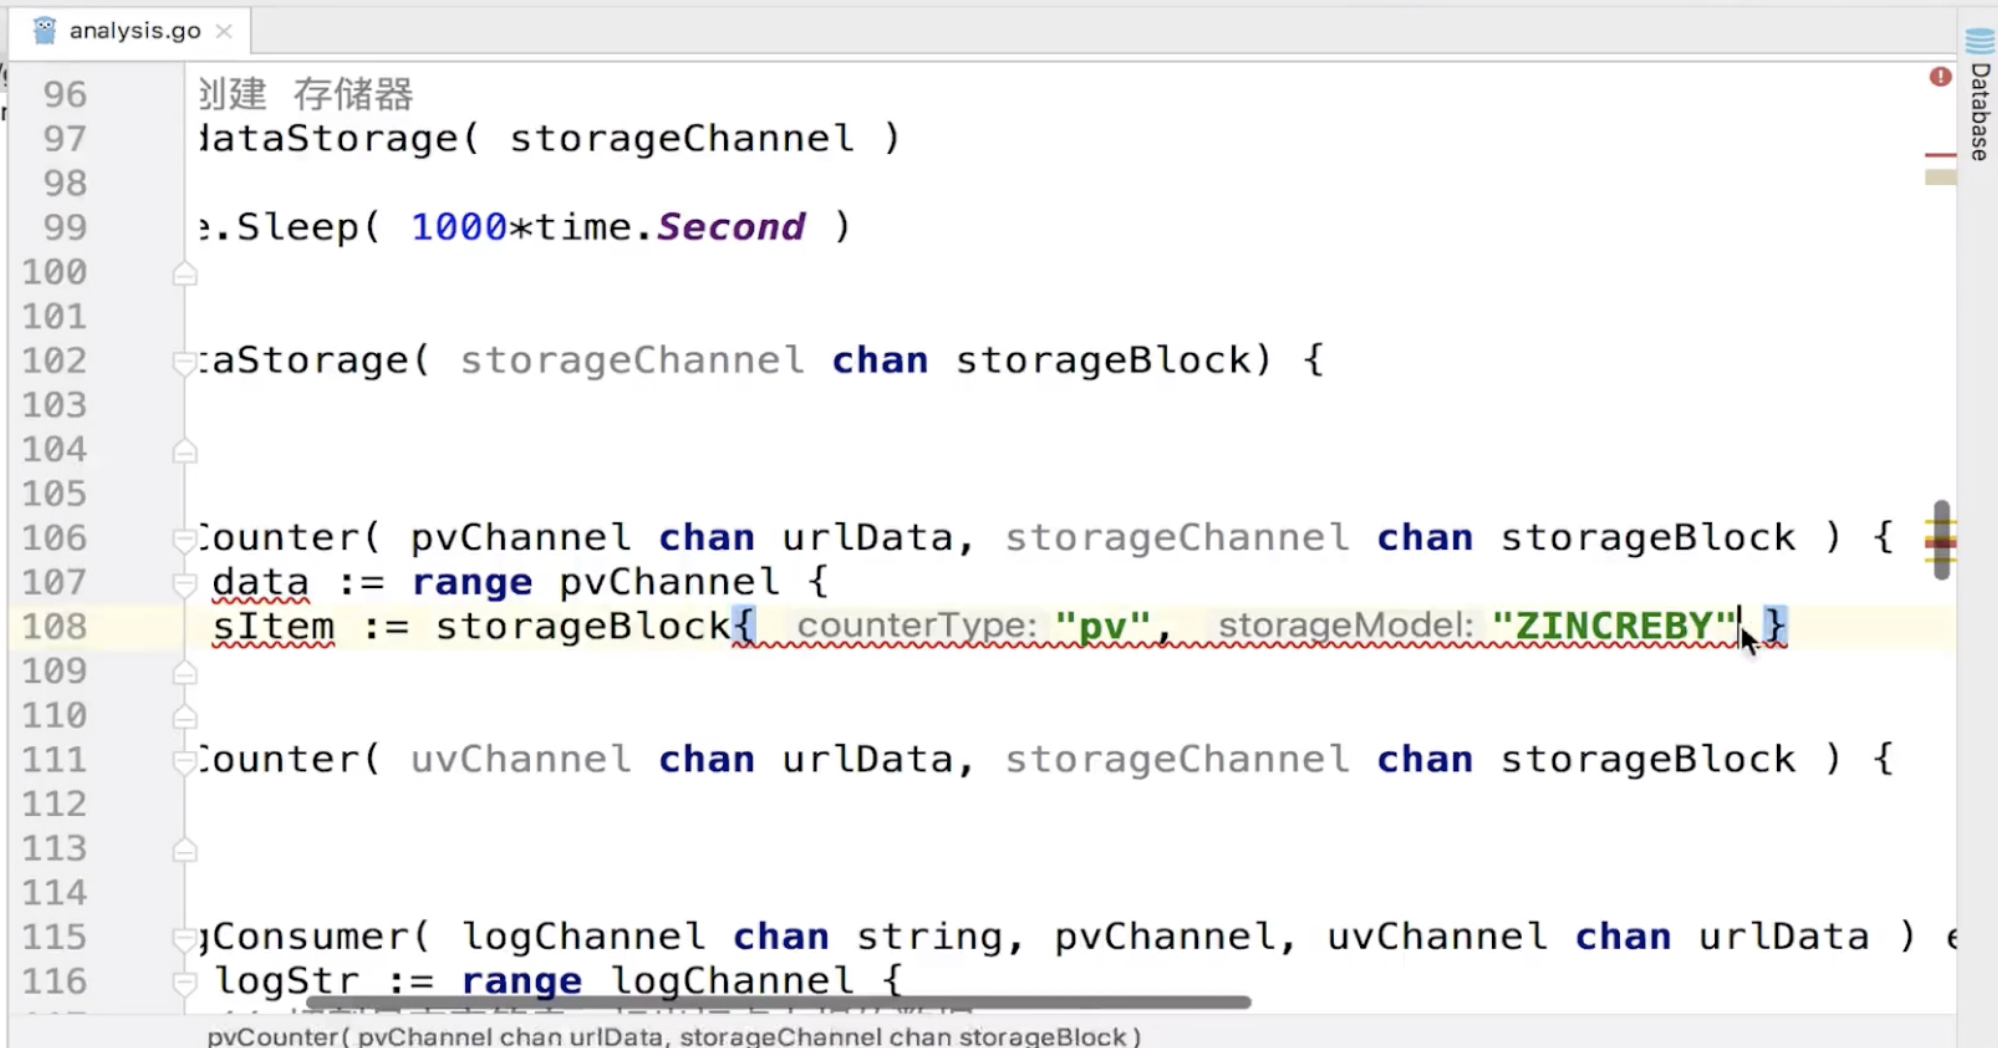 analysis.go
Database
96 创建 存储器
97 dataStorage( storageChannel )
98
99 e.Sleep( 1000*time.Second )
100
101
102 taStorage( storageChannel chan storageBlock) {
103
104
105
106 Counter( pvChannel chan urlData, storageChannel chan storageBlock ) {
107 data := range pvChannel {
108 sItem := storageBlock{ counterType: "pv", storageModel: "ZINCREBY" }
109
110
111 Counter( uvChannel chan urlData, storageChannel chan storageBlock ) {
112
113
114
115 gConsumer( logChannel chan string, pvChannel, uvChannel chan urlData ) e
116 logStr := range logChannel {
pvCounter( pvChannel chan urlData, storageChannel chan storageBlock )